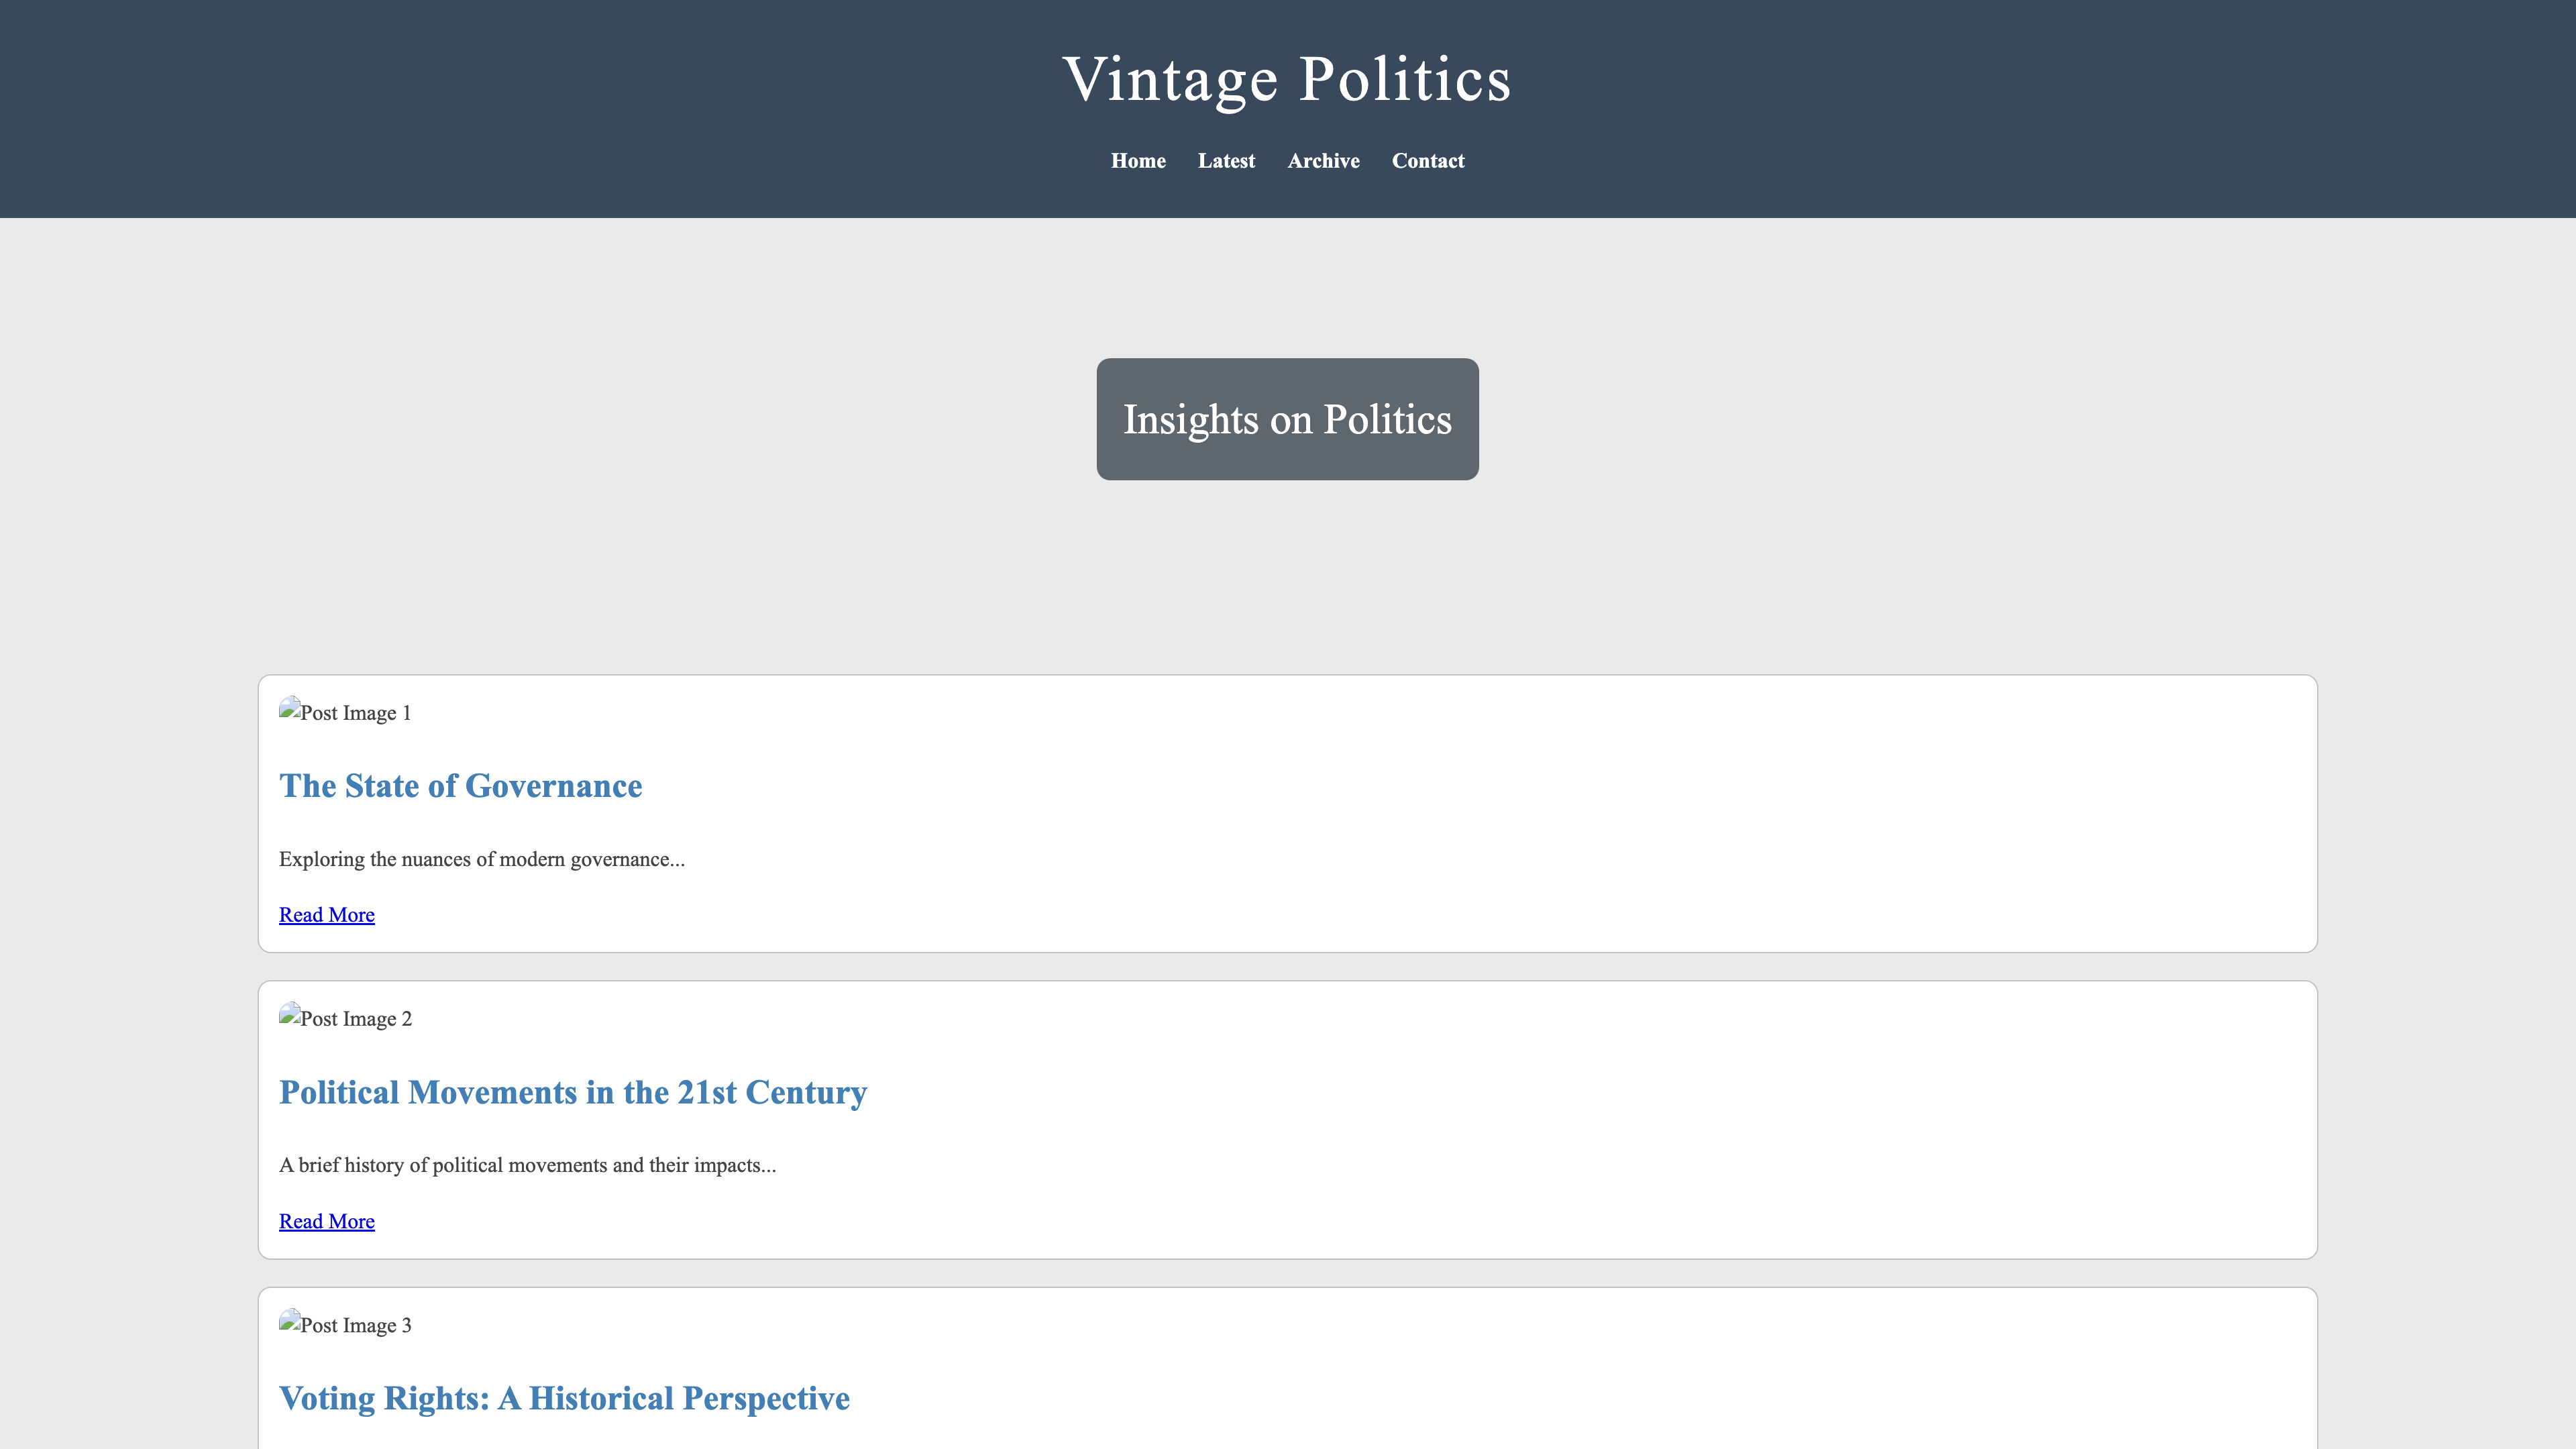 Vintage Politics
Home Latest Archive Contact
Insights on Politics
Post Image 1
The State of Governance
Exploring the nuances of modern governance...
Read More
Post Image 2
Political Movements in the 21st Century
A brief history of political movements and their impacts...
Read More
Post Image 3
Voting Rights: A Historical Perspective